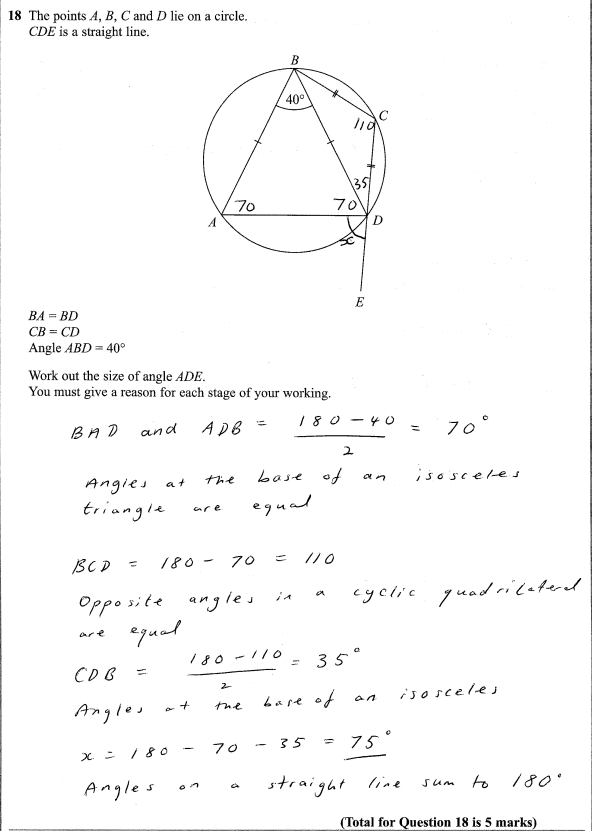 18 The points A, B, C and D lie on a circle.
CDE is a straight line.
B
40°
C
110
35
70
70
A
D
x
E
BA = BD
CB = CD
Angle ABD = 40°
Work out the size of angle ADE.
You must give a reason for each stage of your working.
BAD and ADB = (180 - 40)/2 = 70°
Angles at the base of an isosceles
triangle are equal
BCD = 180 - 70 = 110
Opposite angles in a cyclic quadrilateral
are equal
CDB = (180 - 110)/2 = 35°
Angles at the base of an isosceles
x = 180 - 70 - 35 = 75°
Angles on a straight line sum to 180°
(Total for Question 18 is 5 marks)